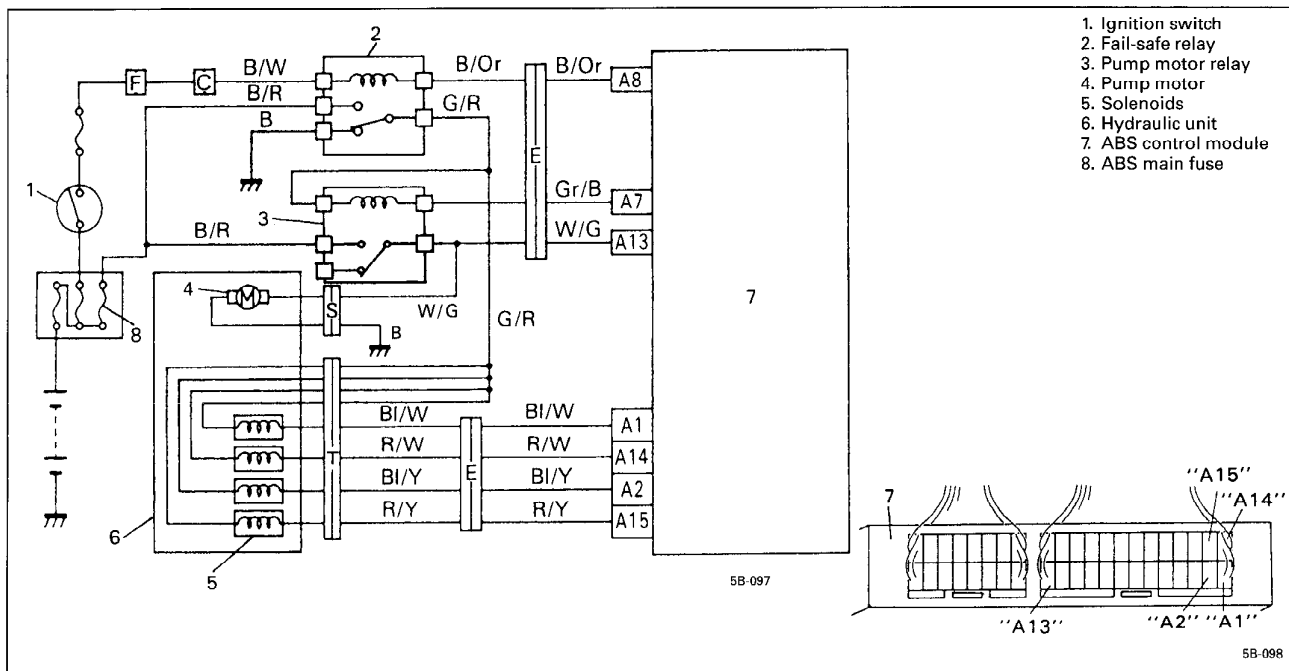 1. Ignition switch
2. Fail-safe relay
3. Pump motor relay
4. Pump motor
5. Solenoids
6. Hydraulic unit
7. ABS control module
8. ABS main fuse
2
F
C
B/W
B/Or
B/Or
A8
B/R
G/R
B
E
1
3
Gr/B
A7
B/R
W/G
A13
4
M
S
W/G
B
8
G/R
7
Bl/W
Bl/W
A1
R/W
R/W
A14
T
E
Bl/Y
Bl/Y
A2
R/Y
R/Y
A15
6
5
5B-097
7
"A15"
"A14"
"A13"
"A2"
"A1"
5B-098